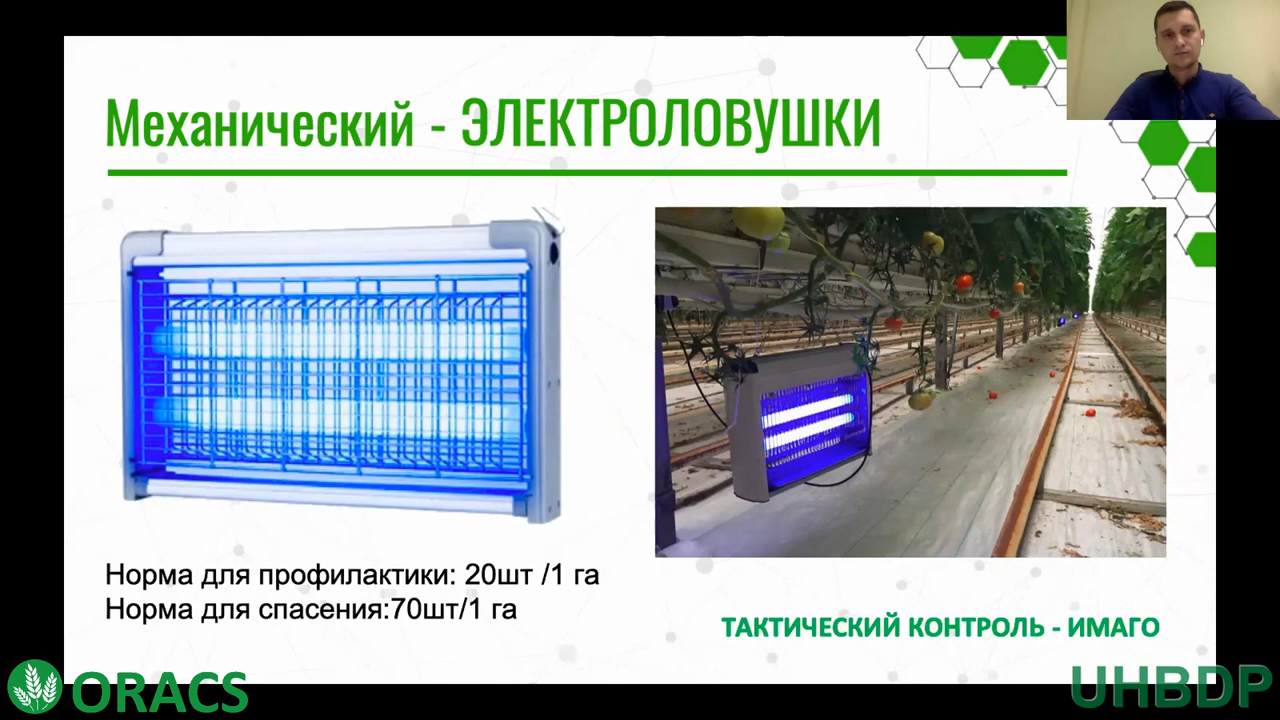 Механический - ЭЛЕКТРОЛОВУШКИ
Норма для профилактики: 20шт /1 га
Норма для спасения:70шт/1 га
ТАКТИЧЕСКИЙ КОНТРОЛЬ - ИМАГО
ORACS
UHBDP